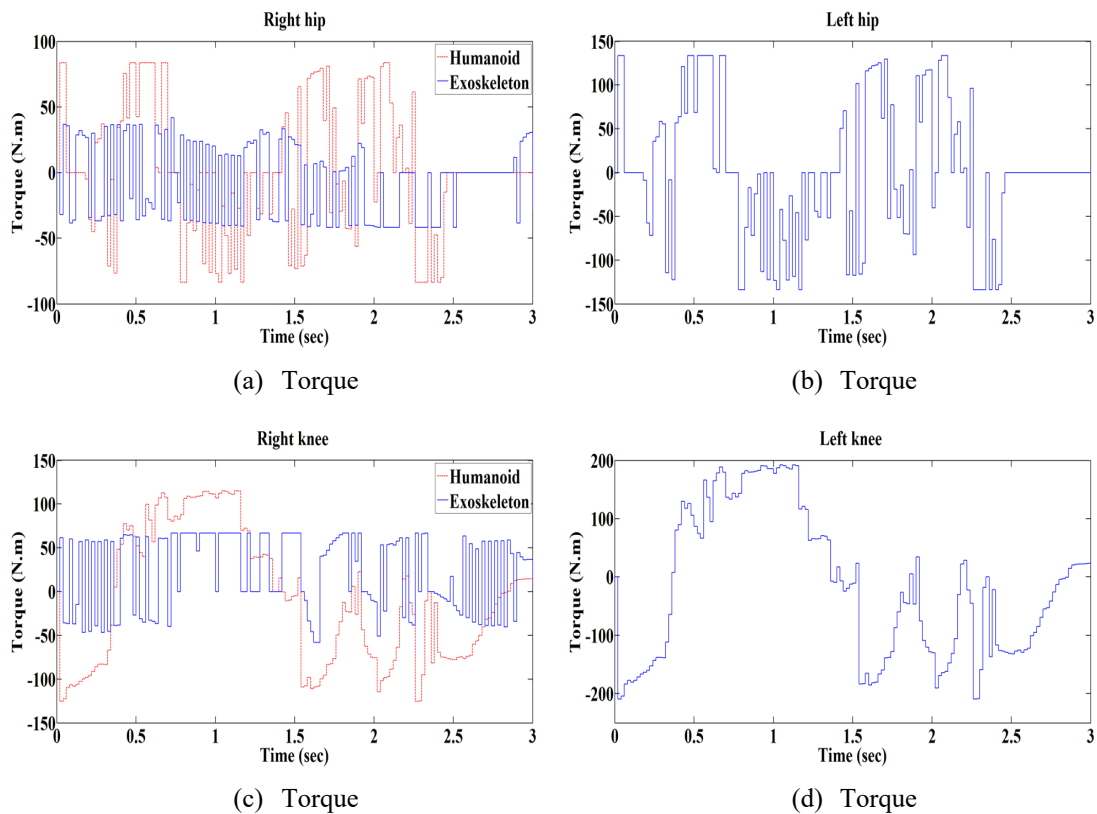 Right hip
100
50
0
-50
-100
Torque (N.m)
Humanoid
Exoskeleton
0 0.5 1 1.5 2 2.5 3
Time (sec)
(a) Torque
Left hip
150
100
50
0
-50
-100
-150
Torque (N.m)
0 0.5 1 1.5 2 2.5 3
Time (sec)
(b) Torque
Right knee
150
100
50
0
-50
-100
-150
Torque (N.m)
Humanoid
Exoskeleton
0 0.5 1 1.5 2 2.5 3
Time (sec)
(c) Torque
Left knee
200
100
0
-100
-200
Torque (N.m)
0 0.5 1 1.5 2 2.5 3
Time (sec)
(d) Torque